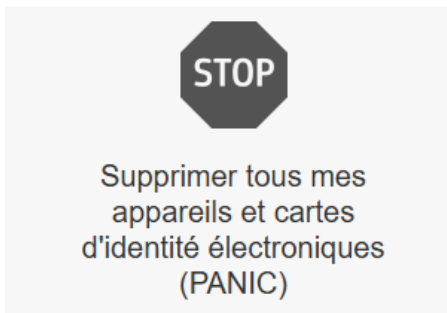 STOP
Supprimer tous mes
appareils et cartes
d'identité électroniques
(PANIC)